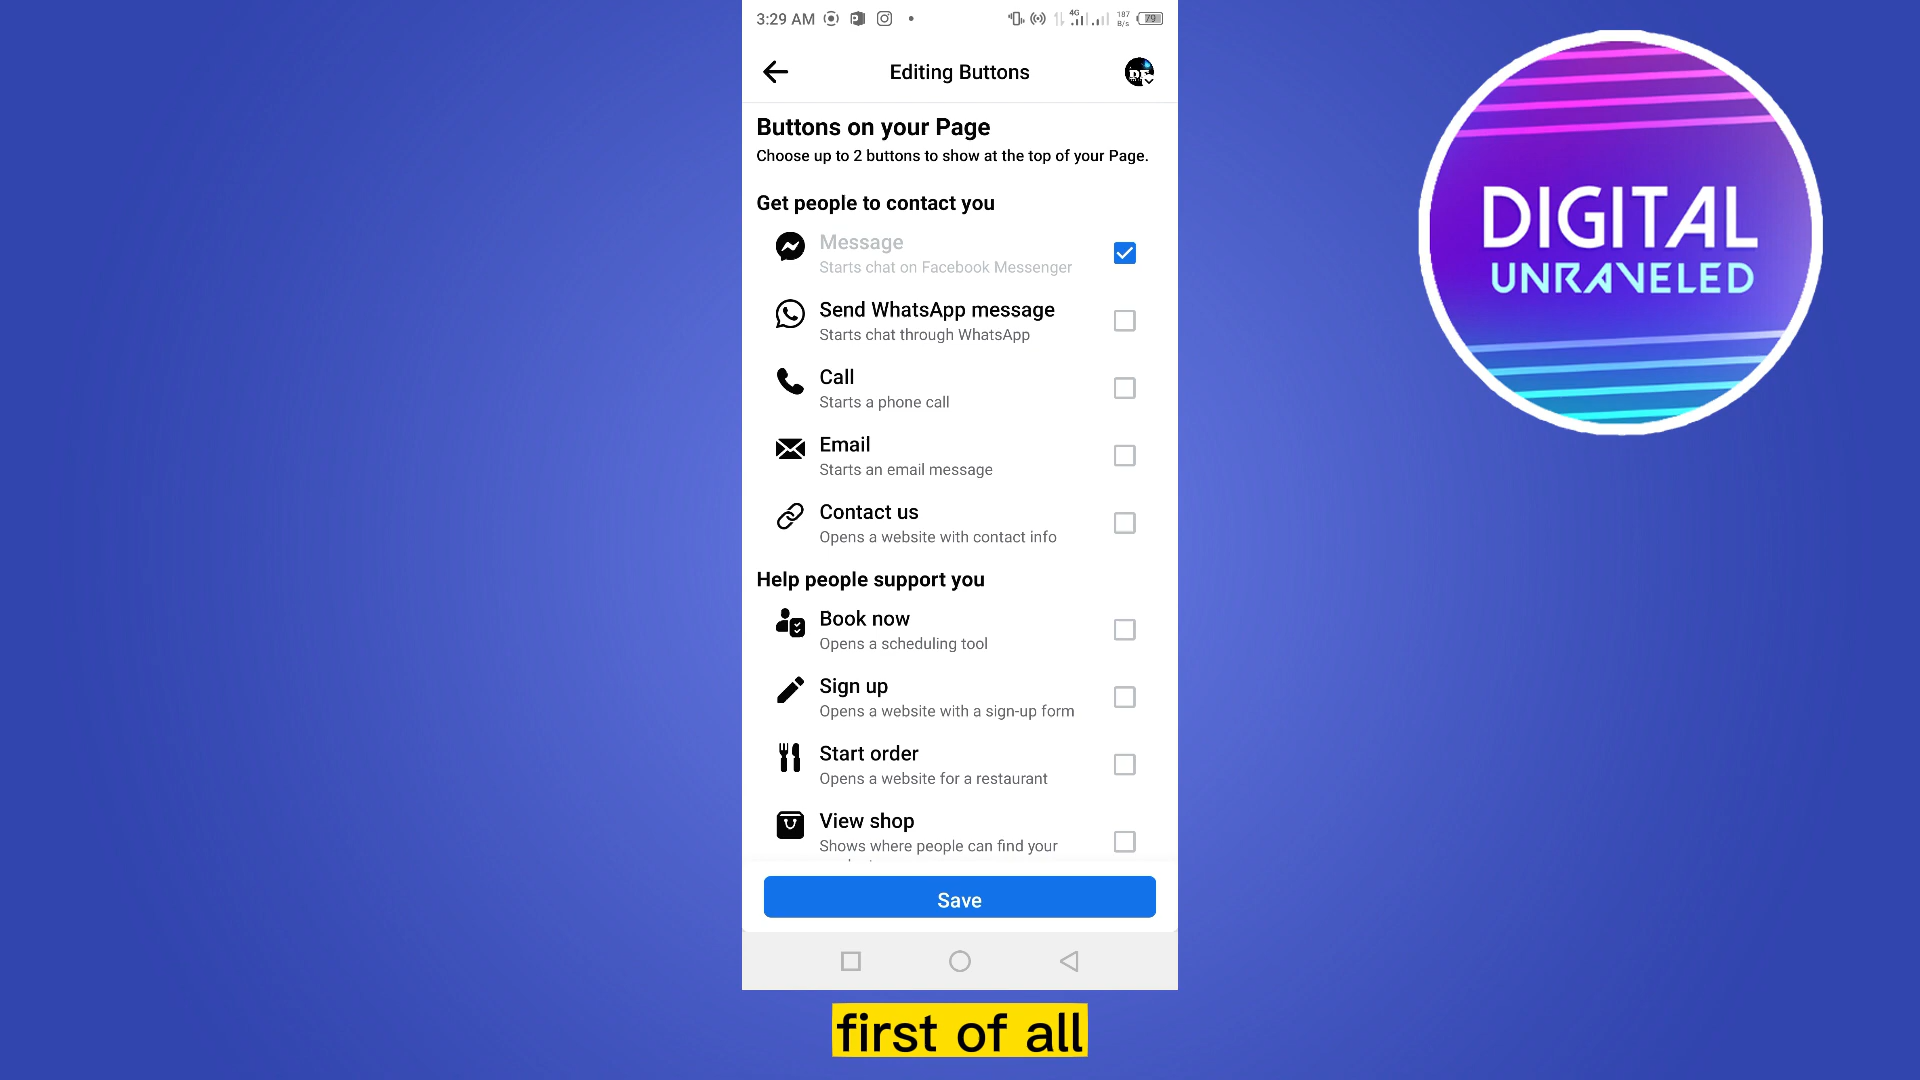 3:29 AM
4G
187
B/s
79
Editing Buttons
Buttons on your Page
Choose up to 2 buttons to show at the top of your Page.
Get people to contact you
Message
Starts chat on Facebook Messenger
Send WhatsApp message
Starts chat through WhatsApp
Call
Starts a phone call
Email
Starts an email message
Contact us
Opens a website with contact info
Help people support you
Book now
Opens a scheduling tool
Sign up
Opens a website with a sign-up form
Start order
Opens a website for a restaurant
View shop
Shows where people can find your
Save
first of all
DIGITAL
UNRAVELED